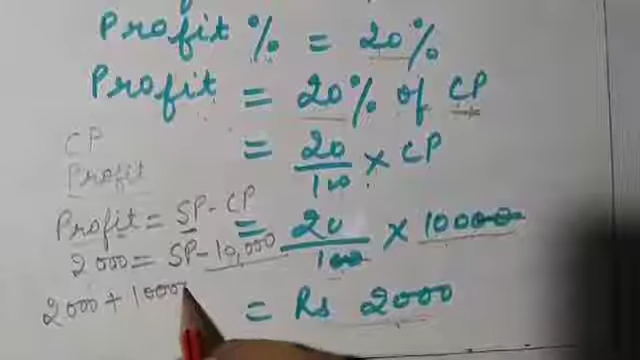 Profit % = 20%
Profit = 20% of CP
= 20/100 × CP
= 20/100 × 10000
= Rs 2000
CP
Profit
Profit = SP - CP
2000 = SP - 10,000
2000 + 1000